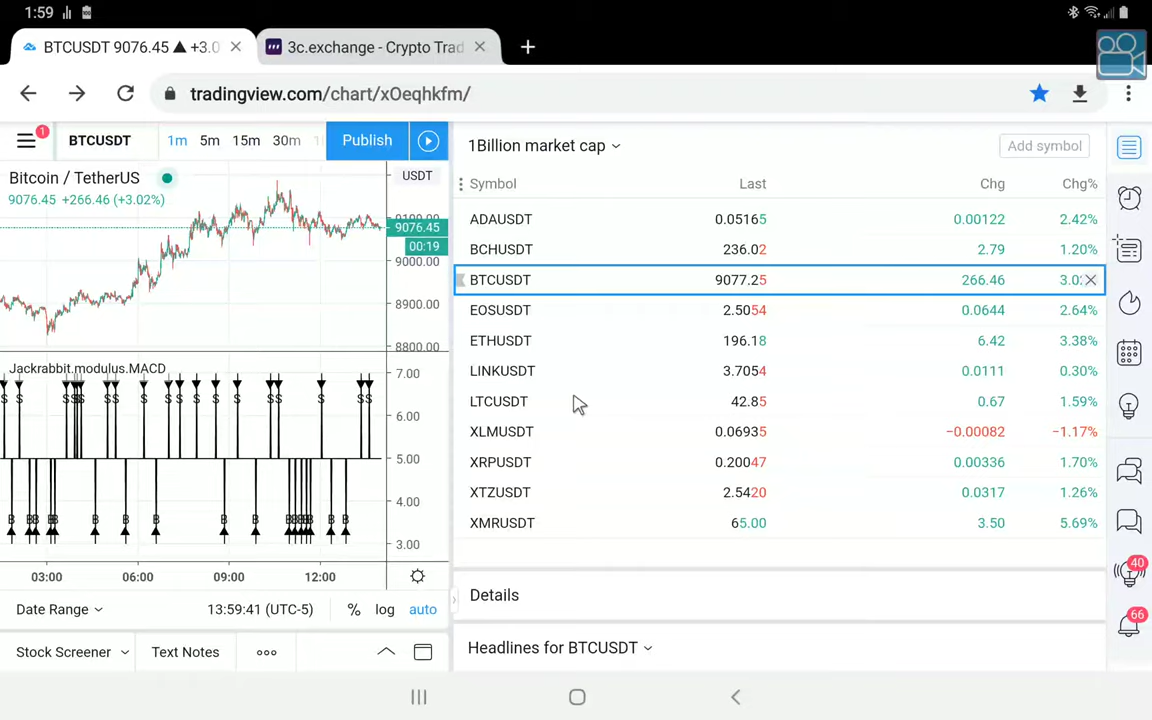 1:59
BTCUSDT 9076.45 ▲ +3.0
3c.exchange - Crypto Trad
tradingview.com/chart/xOeqhkfm/
1
BTCUSDT
1m 5m 15m 30m
Publish
1Billion market cap
Add symbol
Bitcoin / TetherUS
9076.45 +266.46 (+3.02%)
USDT
9100.00
9076.45
00:19
9000.00
8900.00
8800.00
Symbol Last Chg Chg%
ADAUSDT 0.05165 0.00122 2.42%
BCHUSDT 236.02 2.79 1.20%
BTCUSDT 9077.25 266.46 3.02
EOSUSDT 2.5054 0.0644 2.64%
ETHUSDT 196.18 6.42 3.38%
LINKUSDT 3.7054 0.0111 0.30%
LTCUSDT 42.85 0.67 1.59%
XLMUSDT 0.06935 −0.00082 −1.17%
XRPUSDT 0.20047 0.00336 1.70%
XTZUSDT 2.5420 0.0317 1.26%
XMRUSDT 65.00 3.50 5.69%
Jackrabbit.modulus.MACD
7.00
6.00
5.00
4.00
3.00
03:00 06:00 09:00 12:00
Date Range
13:59:41 (UTC-5)
% log auto
Details
Stock Screener
Text Notes
Headlines for BTCUSDT
40
66